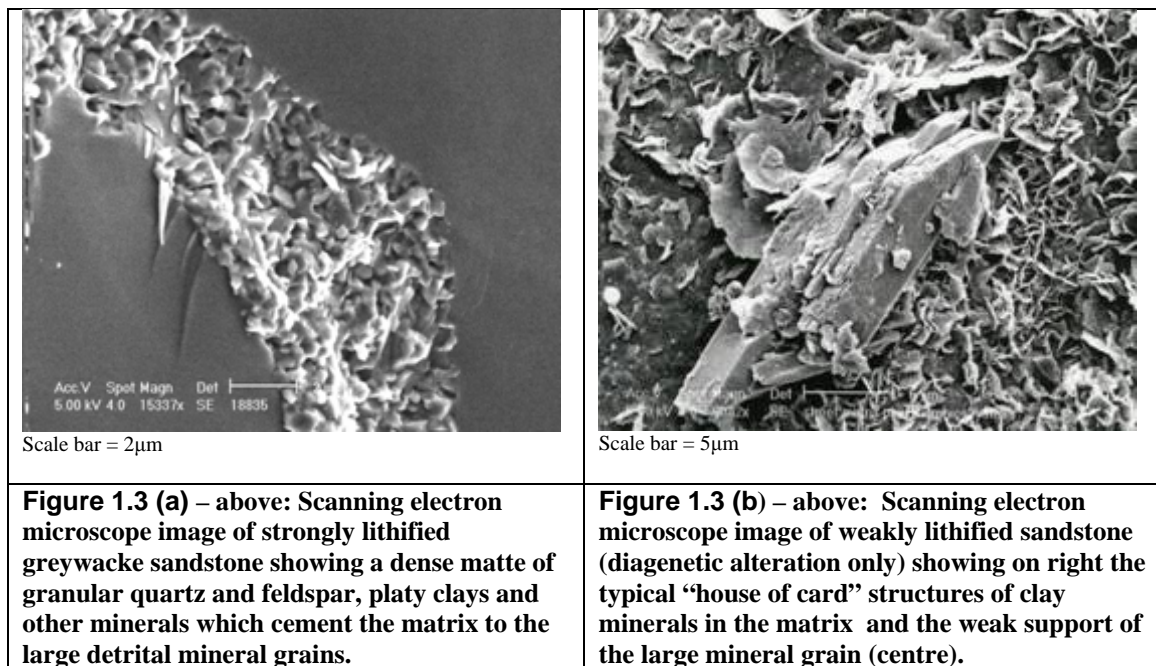 Acc.V Spot Magn Det
5.00 kV 4.0 15337x SE 18835
Scale bar = 2μm
Figure 1.3 (a) – above: Scanning electron
microscope image of strongly lithified
greywacke sandstone showing a dense matte of
granular quartz and feldspar, platy clays and
other minerals which cement the matrix to the
large detrital mineral grains.
Scale bar = 5μm
Figure 1.3 (b) – above: Scanning electron
microscope image of weakly lithified sandstone
(diagenetic alteration only) showing on right the
typical “house of card” structures of clay
minerals in the matrix and the weak support of
the large mineral grain (centre).